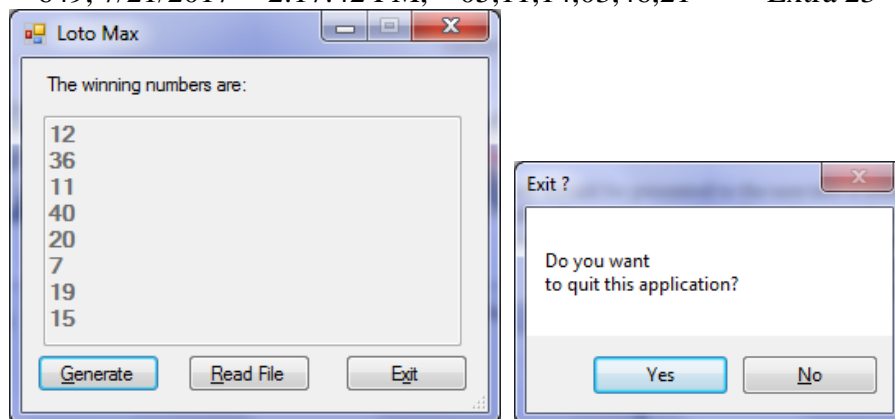 Loto Max
The winning numbers are:
12
36
11
40
20
7
19
15
Generate Read File Exit
Exit ?
Do you want
to quit this application?
Yes No